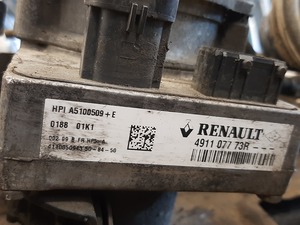 HPI A5100509+E
0188 01K1
RENAULT
4911 077 73R